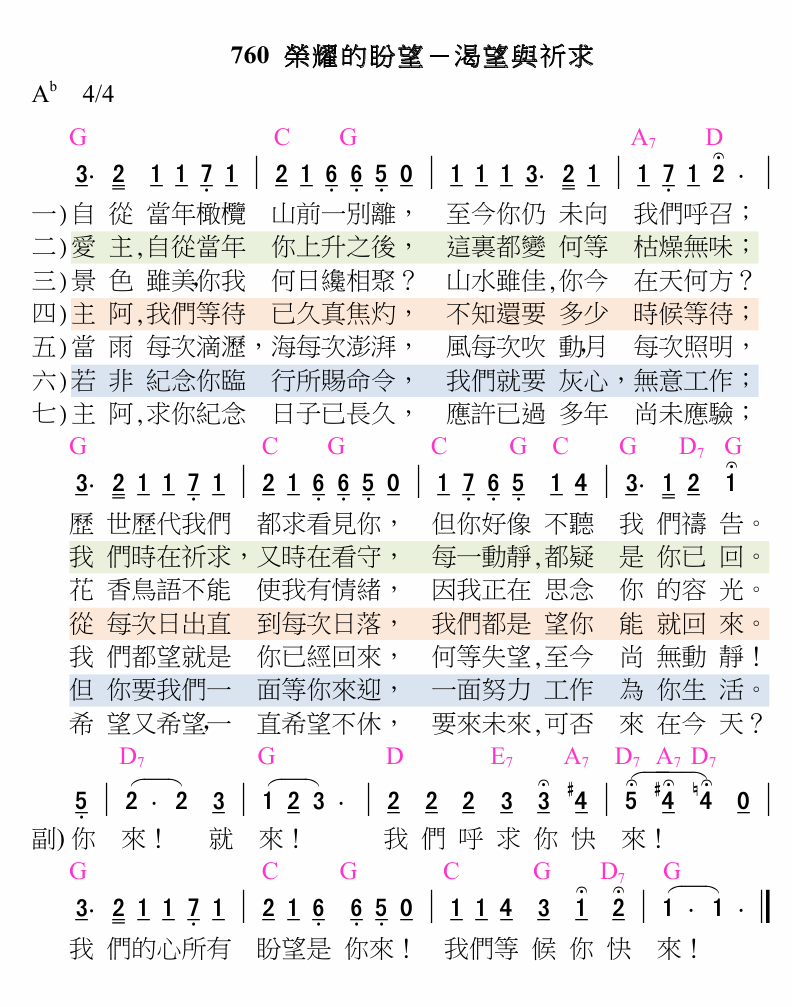 760 榮耀的盼望－渴望與祈求
A♭ 4/4
G C G A7 D
3· 2 1 1 7 1 | 2 1 6 6 5 0 | 1 1 1 3· 2 1 | 1 7 1 2 · |
一)自 從 當年橄欖 山前一別離， 至今你仍 未向 我們呼召；
二)愛 主,自從當年 你上升之後， 這裏都變 何等 枯燥無味；
三)景 色 雖美,你我 何日纔相聚？ 山水雖佳,你今 在天何方？
四)主 阿,我們等待 已久真焦灼， 不知還要 多少 時候等待；
五)當 雨 每次滴瀝，海每次澎湃， 風每次吹 動,月 每次照明，
六)若 非 紀念你臨 行所賜命令， 我們就要 灰心，無意工作；
七)主 阿,求你紀念 日子已長久， 應許已過 多年 尚未應驗；
G C G C G C G D7 G
3· 2 1 1 7 1 | 2 1 6 6 5 0 | 1 7 6 5 1 4 | 3· 1 2 1
歷 世歷代我們 都求看見你， 但你好像 不聽 我 們禱 告。
我 們時在祈求，又時在看守， 每一動靜,都疑 是 你已 回。
花 香鳥語不能 使我有情緒， 因我正在 思念 你 的容 光。
從 每次日出直 到每次日落， 我們都是 望你 能 就回 來。
我 們都望就是 你已經回來， 何等失望,至今 尚 無動 靜！
但 你要我們一 面等你來迎， 一面努力 工作 為 你生 活。
希 望又希望,一 直希望不休， 要來未來,可否 來 在今 天？
D7 G D E7 A7 D7 A7 D7
5 | 2 · 2 3 | 1 2 3 · | 2 2 2 3 3 #4 | 5 #4 ♮4 0 |
副)你 來！ 就 來！ 我 們 呼 求 你 快 來！
G C G C G D7 G
3· 2 1 1 7 1 | 2 1 6 6 5 0 | 1 1 4 3 1 2 | 1 · 1 · ‖
我 們的心所有 盼望是 你來！ 我們等 候 你 快 來！